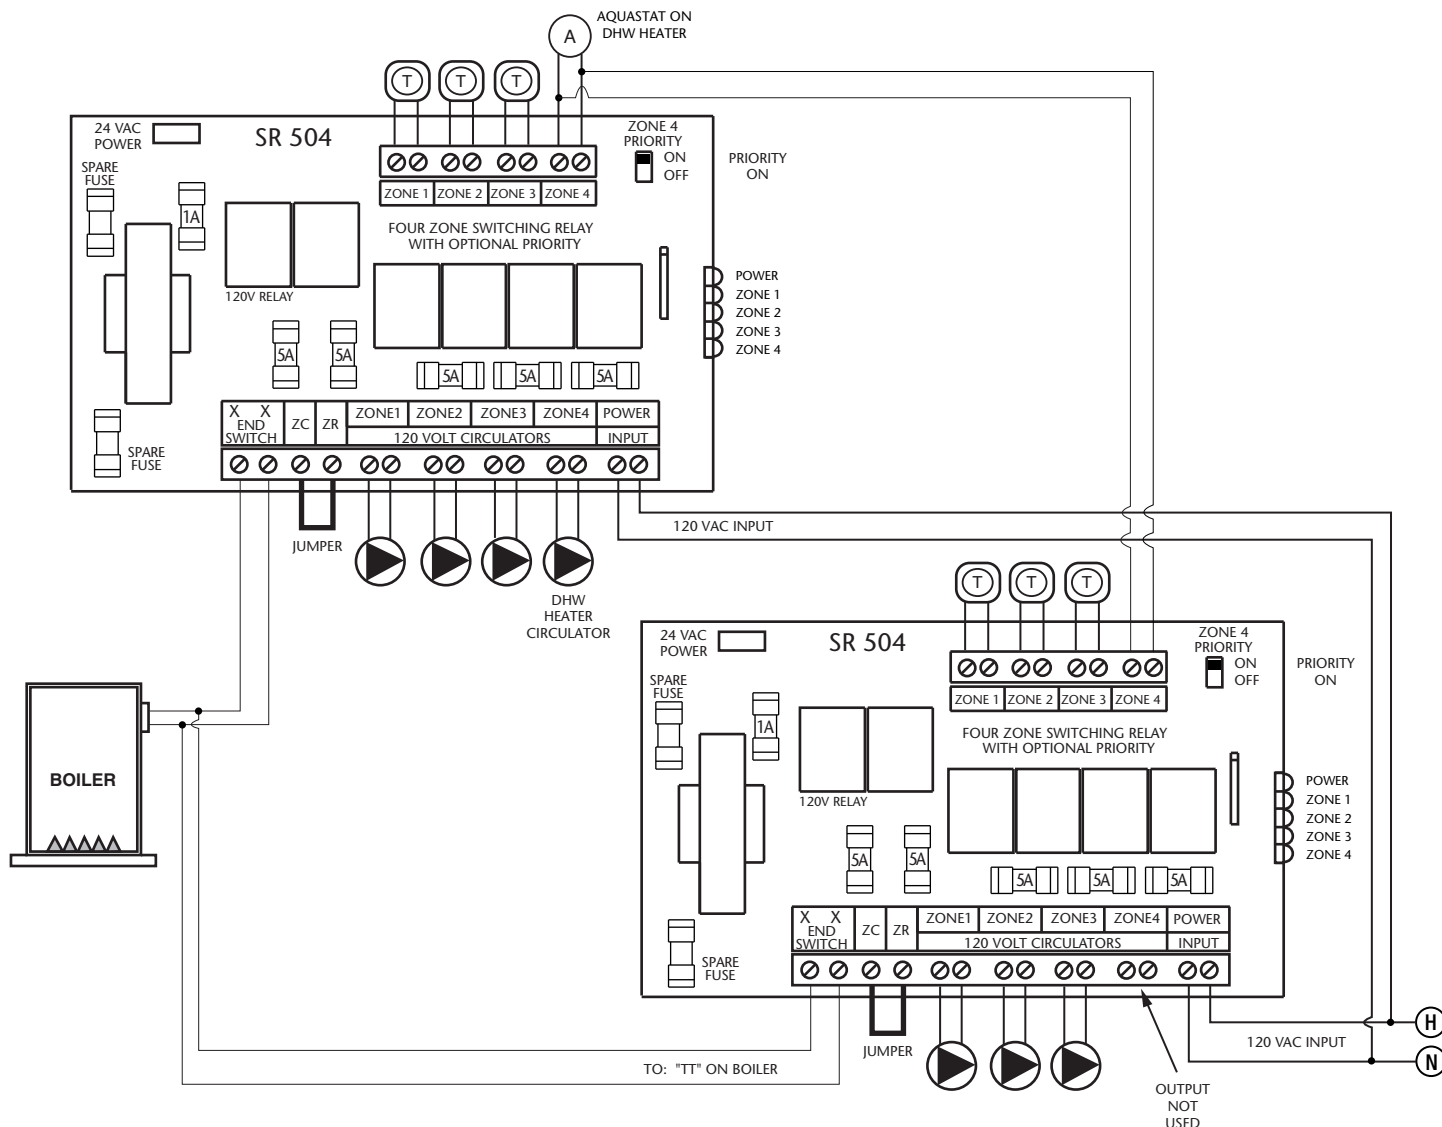 AQUASTAT ON
DHW HEATER
A
T T T
24 VAC
POWER
SR 504
ZONE 4
PRIORITY
ON
OFF
PRIORITY
ON
SPARE
FUSE
1A
ZONE 1 ZONE 2 ZONE 3 ZONE 4
FOUR ZONE SWITCHING RELAY
WITH OPTIONAL PRIORITY
120V RELAY
POWER
ZONE 1
ZONE 2
ZONE 3
ZONE 4
5A 5A 5A 5A 5A
X X
END
SWITCH
ZC ZR
ZONE1 ZONE2 ZONE3 ZONE4
120 VOLT CIRCULATORS
POWER
INPUT
SPARE
FUSE
JUMPER
120 VAC INPUT
DHW
HEATER
CIRCULATOR
T T T
24 VAC
POWER
SR 504
ZONE 4
PRIORITY
ON
OFF
PRIORITY
ON
SPARE
FUSE
1A
ZONE 1 ZONE 2 ZONE 3 ZONE 4
FOUR ZONE SWITCHING RELAY
WITH OPTIONAL PRIORITY
BOILER
120V RELAY
POWER
ZONE 1
ZONE 2
ZONE 3
ZONE 4
5A 5A 5A 5A 5A
X X
END
SWITCH
ZC ZR
ZONE1 ZONE2 ZONE3 ZONE4
120 VOLT CIRCULATORS
POWER
INPUT
SPARE
FUSE
JUMPER
H
120 VAC INPUT
N
TO: "TT" ON BOILER
OUTPUT
NOT
USED